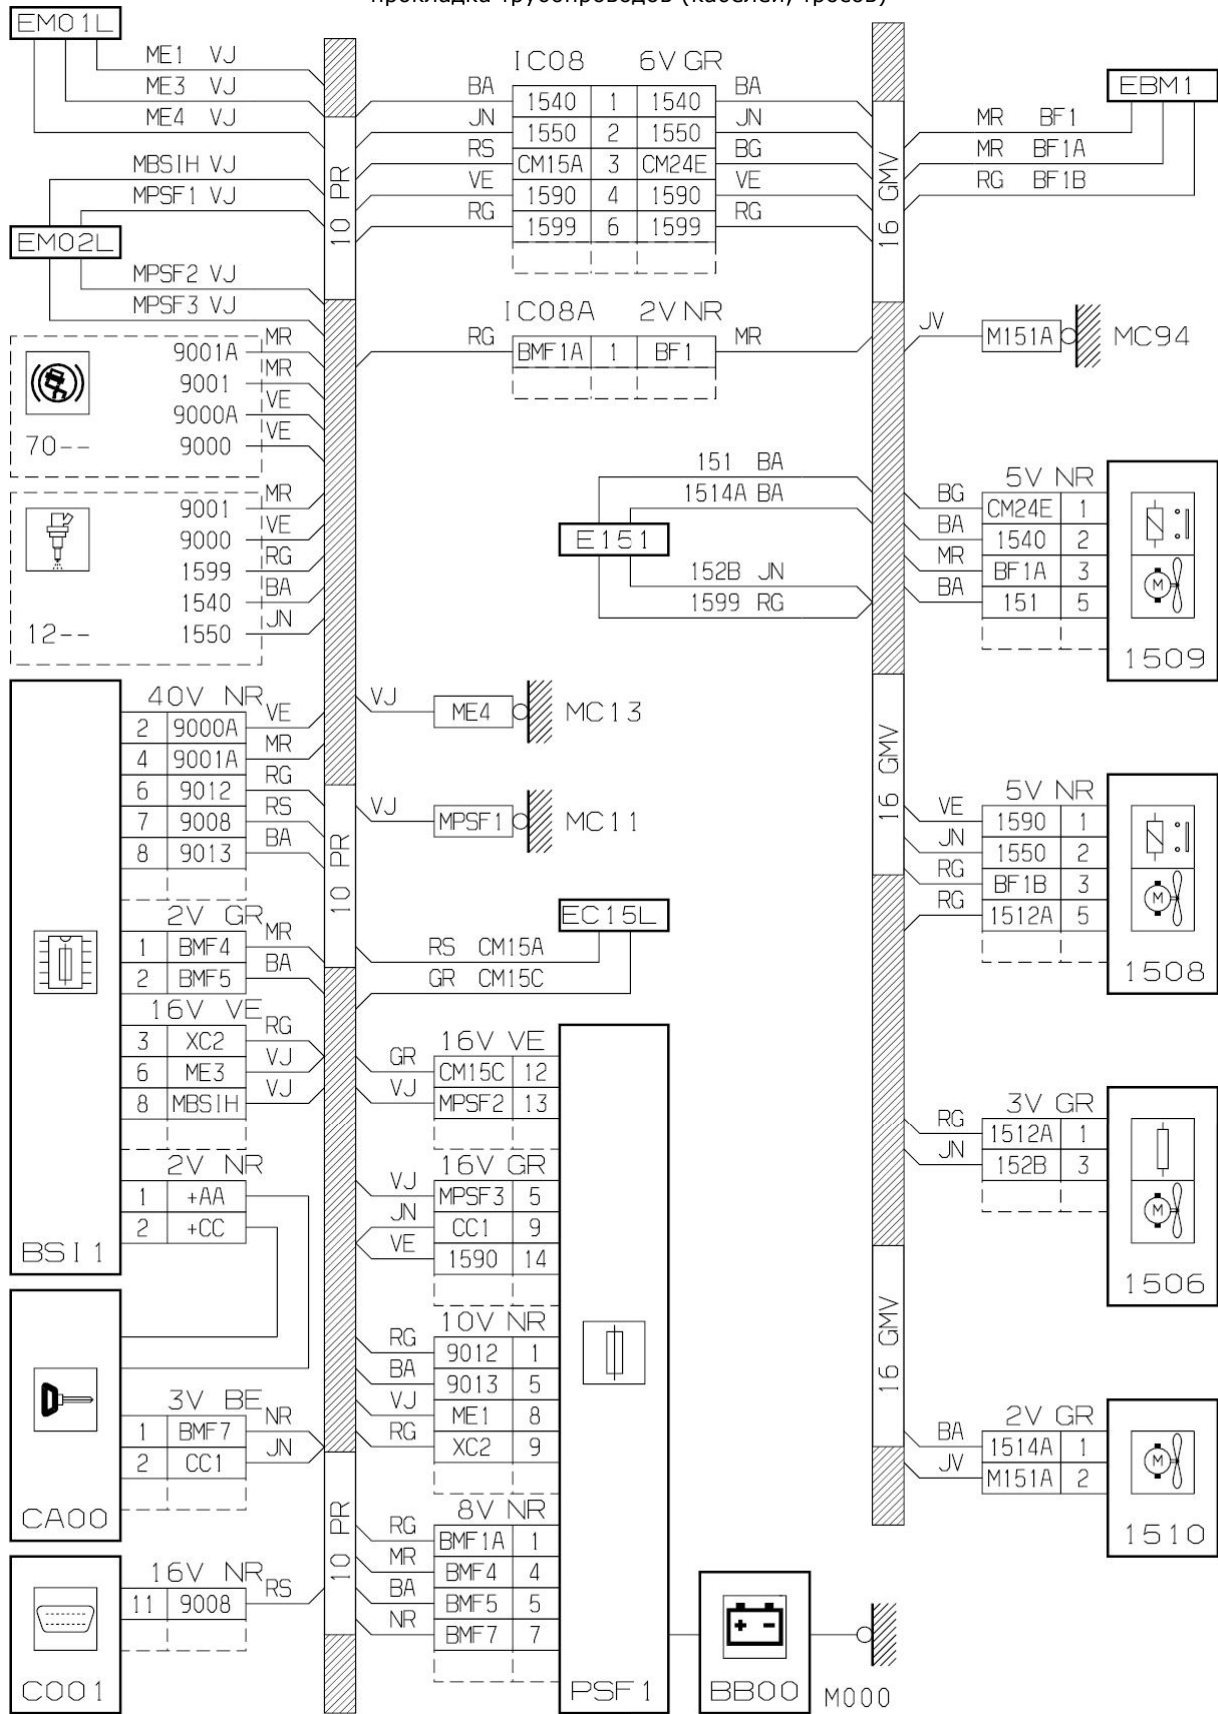 прокладка трубопроводов (кабелей, тросов)
EM01L
ME1 VJ
ME3 VJ
ME4 VJ
MBSIH VJ
MPSF1 VJ
EM02L
MPSF2 VJ
MPSF3 VJ
9001A MR
9001 MR
9000A VE
9000 VE
70--
9001 MR
9000 VE
1599 RG
1540 BA
1550 JN
12--
40V NR
2 9000A VE
4 9001A MR
6 9012 RG
7 9008 RS
8 9013 BA
2V GR
1 BMF4 MR
2 BMF5 BA
16V VE
3 XC2 RG
6 ME3 VJ
8 MBSIH VJ
2V NR
1 +AA
2 +CC
BSI1
3V BE
1 BMF7 NR
2 CC1 JN
CA00
16V NR
11 9008 RS
C001
10 PR
10 PR
10 PR
IC08 6V GR
BA 1540 1 1540 BA
JN 1550 2 1550 JN
RS CM15A 3 CM24E BG
VE 1590 4 1590 VE
RG 1599 6 1599 RG
IC08A 2V NR
RG BMF1A 1 BF1 MR
151 BA
1514A BA
E151
152B JN
1599 RG
VJ ME4 MC13
VJ MPSF1 MC11
EC15L
RS CM15A
GR CM15C
16V VE
GR CM15C 12
VJ MPSF2 13
16V GR
VJ MPSF3 5
JN CC1 9
VE 1590 14
10V NR
RG 9012 1
BA 9013 5
VJ ME1 8
RG XC2 9
8V NR
RG BMF1A 1
MR BMF4 4
BA BMF5 5
NR BMF7 7
PSF1
BB00
M000
16 GMV
16 GMV
16 GMV
EBM1
MR BF1
MR BF1A
RG BF1B
JV M151A MC94
5V NR
BG CM24E 1
BA 1540 2
MR BF1A 3
BA 151 5
M
1509
5V NR
VE 1590 1
JN 1550 2
RG BF1B 3
RG 1512A 5
M
1508
3V GR
RG 1512A 1
JN 152B 3
M
1506
2V GR
BA 1514A 1
JV M151A 2
M
1510